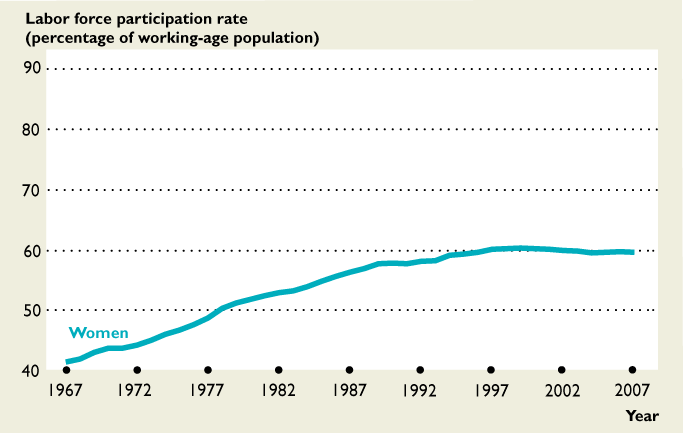 Labor force participation rate
(percentage of working-age population)
90
80
70
60
50
Women
40
1967 1972 1977 1982 1987 1992 1997 2002 2007
Year